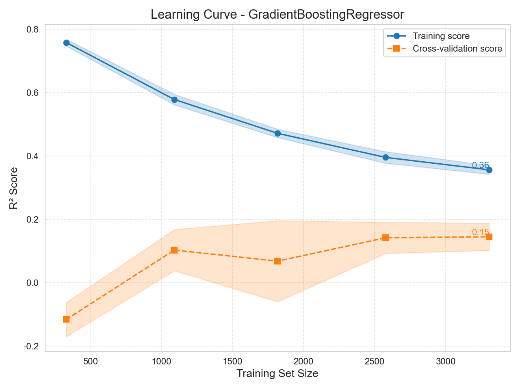 Learning Curve - GradientBoostingRegressor
Training score
Cross-validation score
R² Score
0.8
0.6
0.4
0.2
0.0
-0.2
0.36
0.15
500
1000
1500
2000
2500
3000
Training Set Size